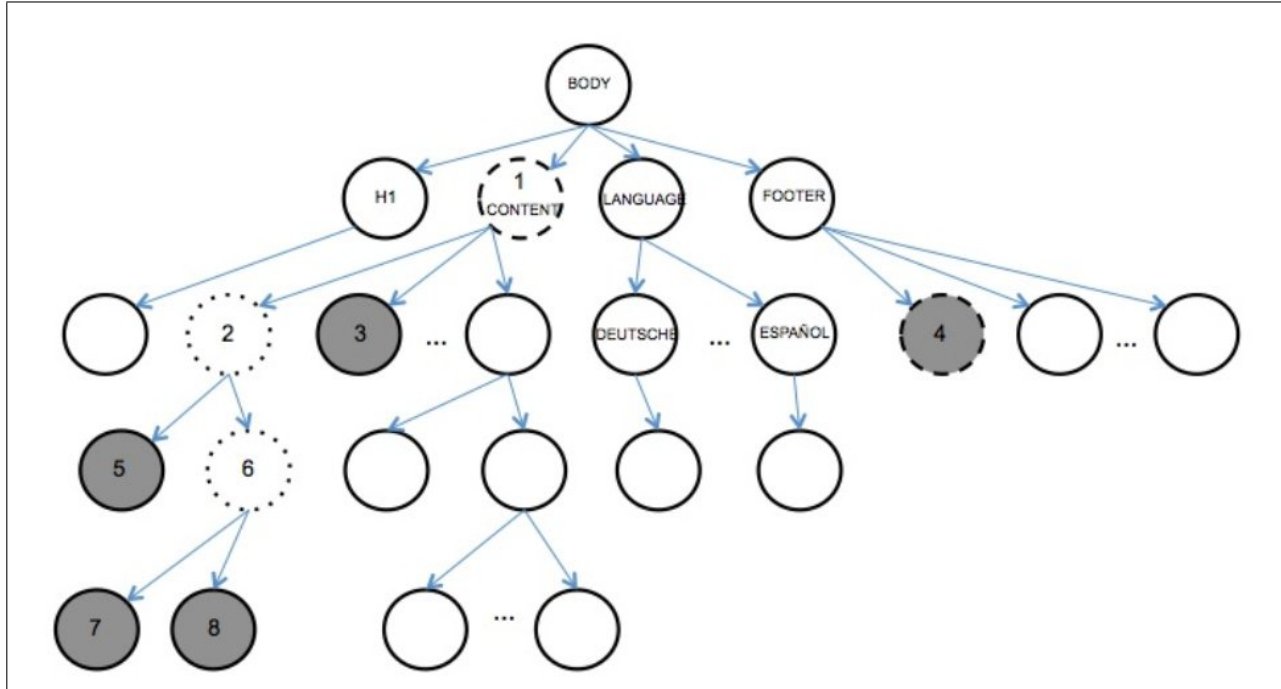 BODY
H1
1
CONTENT
LANGUAGE
FOOTER
2
3
...
DEUTSCHE
...
ESPAÑOL
4
...
5
6
7
8
...